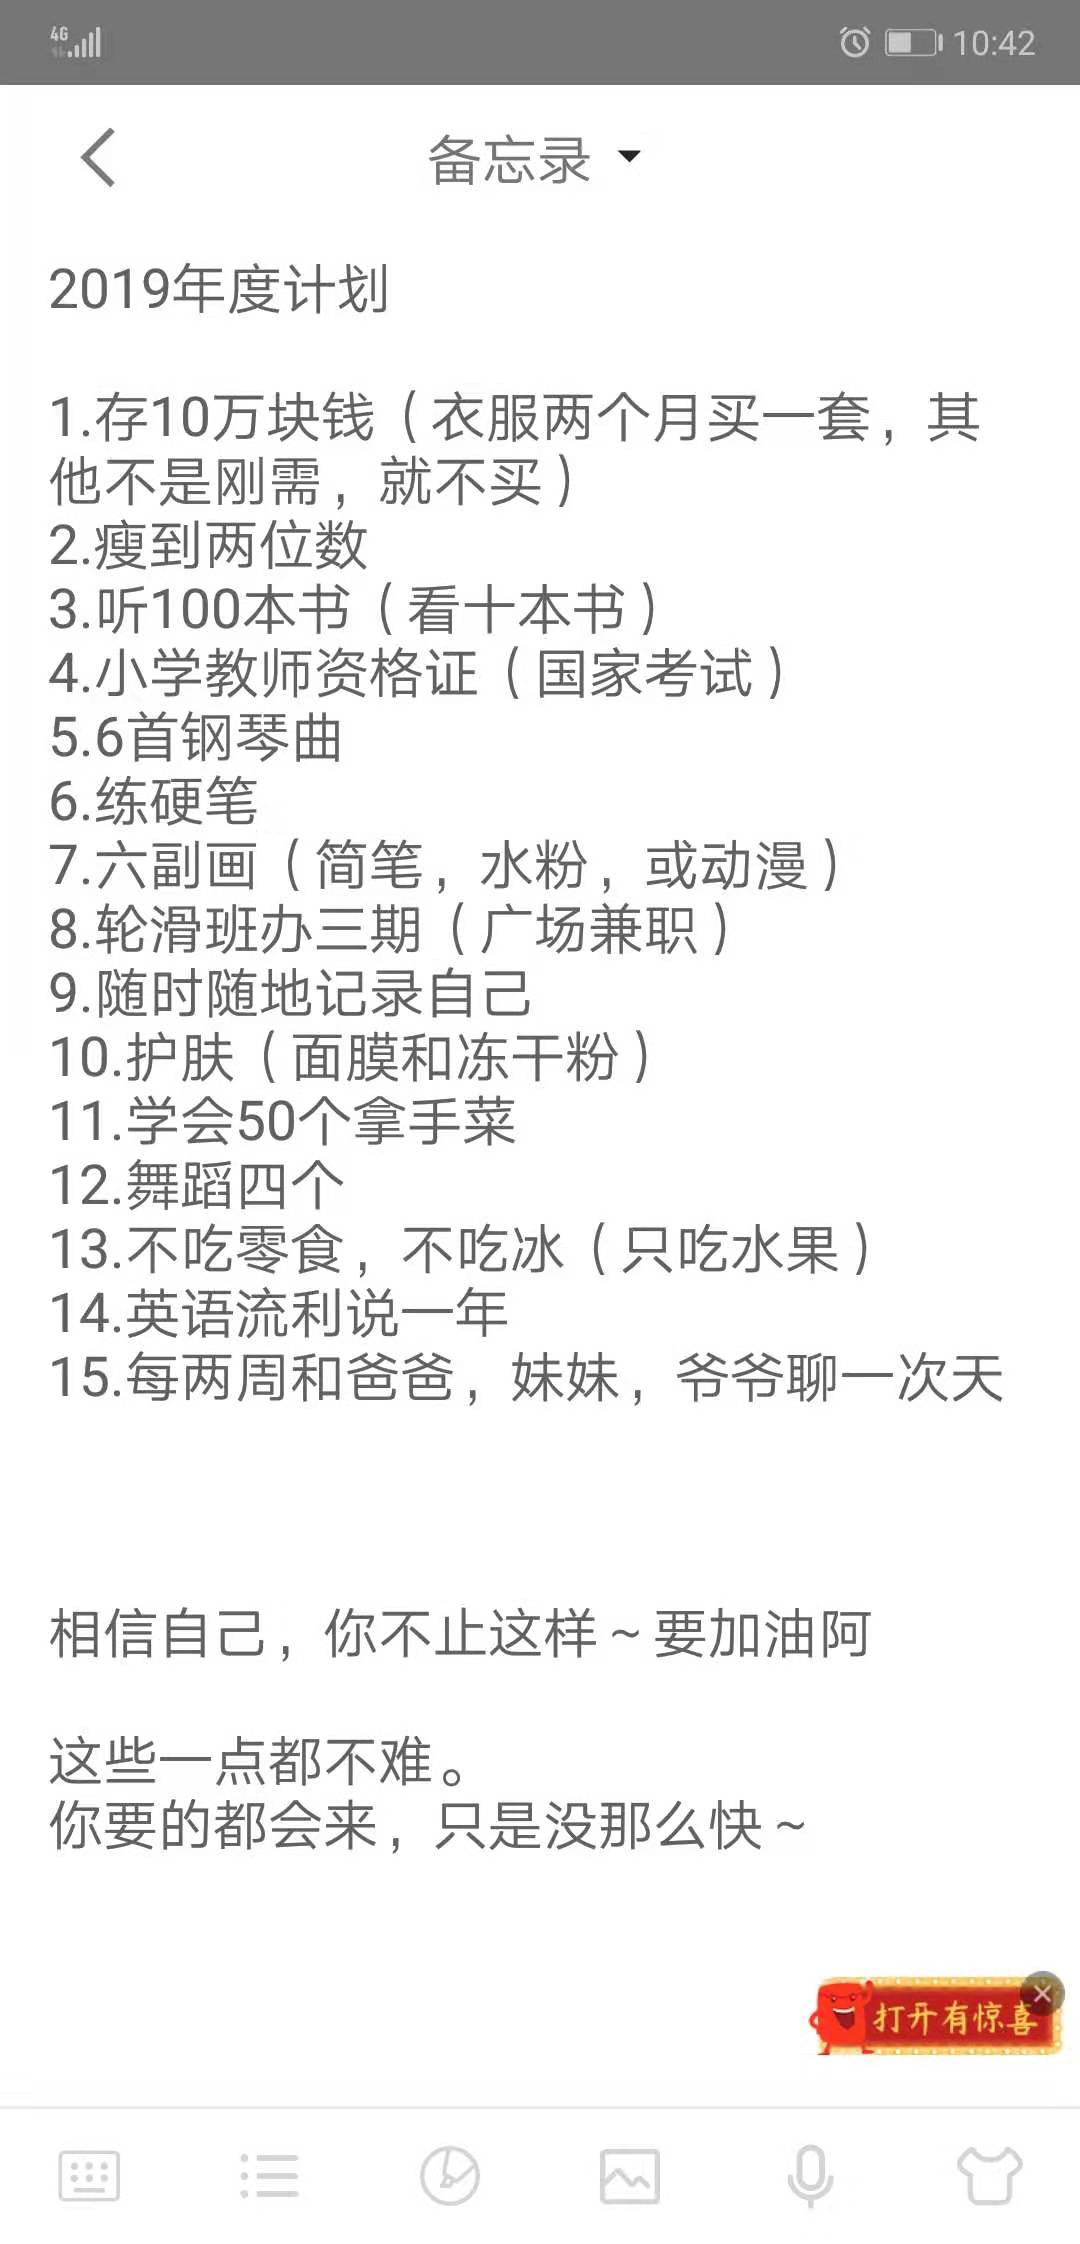 4G
10:42
备忘录
2019年度计划
1.存10万块钱（衣服两个月买一套，其
他不是刚需，就不买）
2.瘦到两位数
3.听100本书（看十本书）
4.小学教师资格证（国家考试）
5.6首钢琴曲
6.练硬笔
7.六副画（简笔，水粉，或动漫）
8.轮滑班办三期（广场兼职）
9.随时随地记录自己
10.护肤（面膜和冻干粉）
11.学会50个拿手菜
12.舞蹈四个
13.不吃零食，不吃冰（只吃水果）
14.英语流利说一年
15.每两周和爸爸，妹妹，爷爷聊一次天
相信自己，你不止这样~要加油阿
这些一点都不难。
你要的都会来，只是没那么快~
打开有惊喜